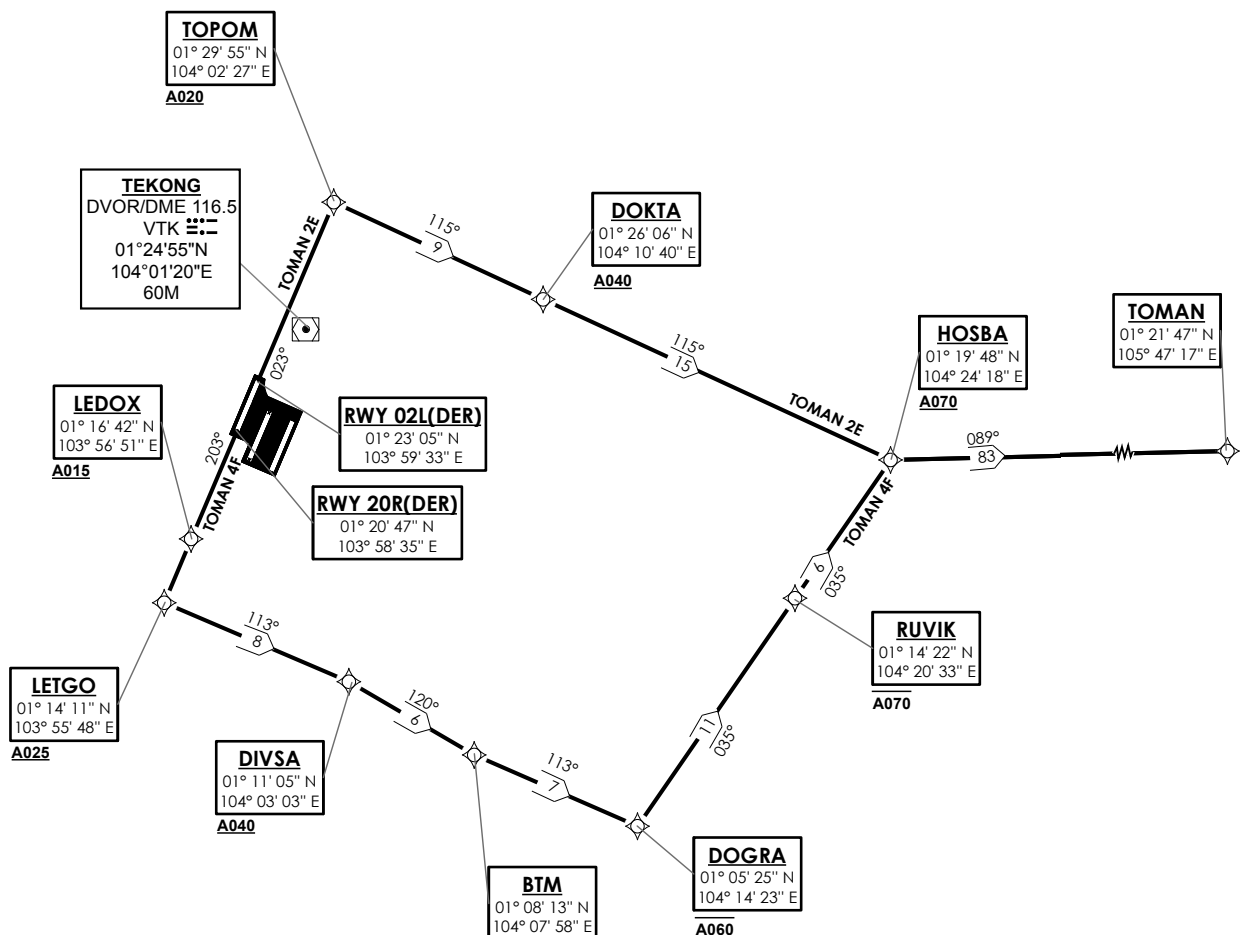 TOPOM
01° 29' 55" N
104° 02' 27" E
A020
TEKONG
DVOR/DME 116.5
VTK
01°24'55"N
104°01'20"E
60M
TOMAN 2E
023°
115°
9
DOKTA
01° 26' 06" N
104° 10' 40" E
A040
115°
15
TOMAN 2E
HOSBA
01° 19' 48" N
104° 24' 18" E
A070
TOMAN
01° 21' 47" N
105° 47' 17" E
089°
83
LEDOX
01° 16' 42" N
103° 56' 51" E
A015
203°
TOMAN 4F
RWY 02L(DER)
01° 23' 05" N
103° 59' 33" E
RWY 20R(DER)
01° 20' 47" N
103° 58' 35" E
TOMAN 4F
6
035°
RUVIK
01° 14' 22" N
104° 20' 33" E
A070
11
035°
LETGO
01° 14' 11" N
103° 55' 48" E
A025
113°
8
DIVSA
01° 11' 05" N
104° 03' 03" E
A040
120°
6
BTM
01° 08' 13" N
104° 07' 58" E
113°
7
DOGRA
01° 05' 25" N
104° 14' 23" E
A060